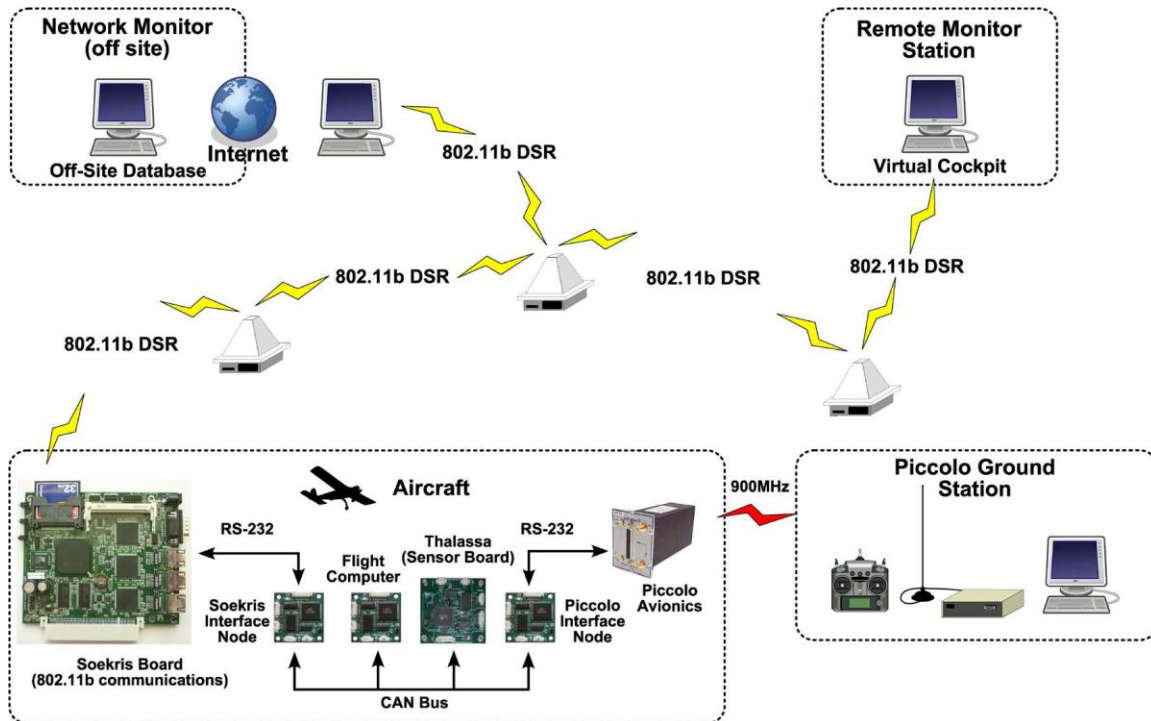 Network Monitor
(off site)
Internet
Off-Site Database
802.11b DSR
Remote Monitor
Station
Virtual Cockpit
802.11b DSR
802.11b DSR
802.11b DSR
802.11b DSR
Aircraft
RS-232
Flight
Computer
Thalassa
(Sensor Board)
RS-232
Soekris
Interface
Node
Piccolo
Interface
Node
Piccolo
Avionics
Soekris Board
(802.11b communications)
CAN Bus
900MHz
Piccolo Ground
Station
32